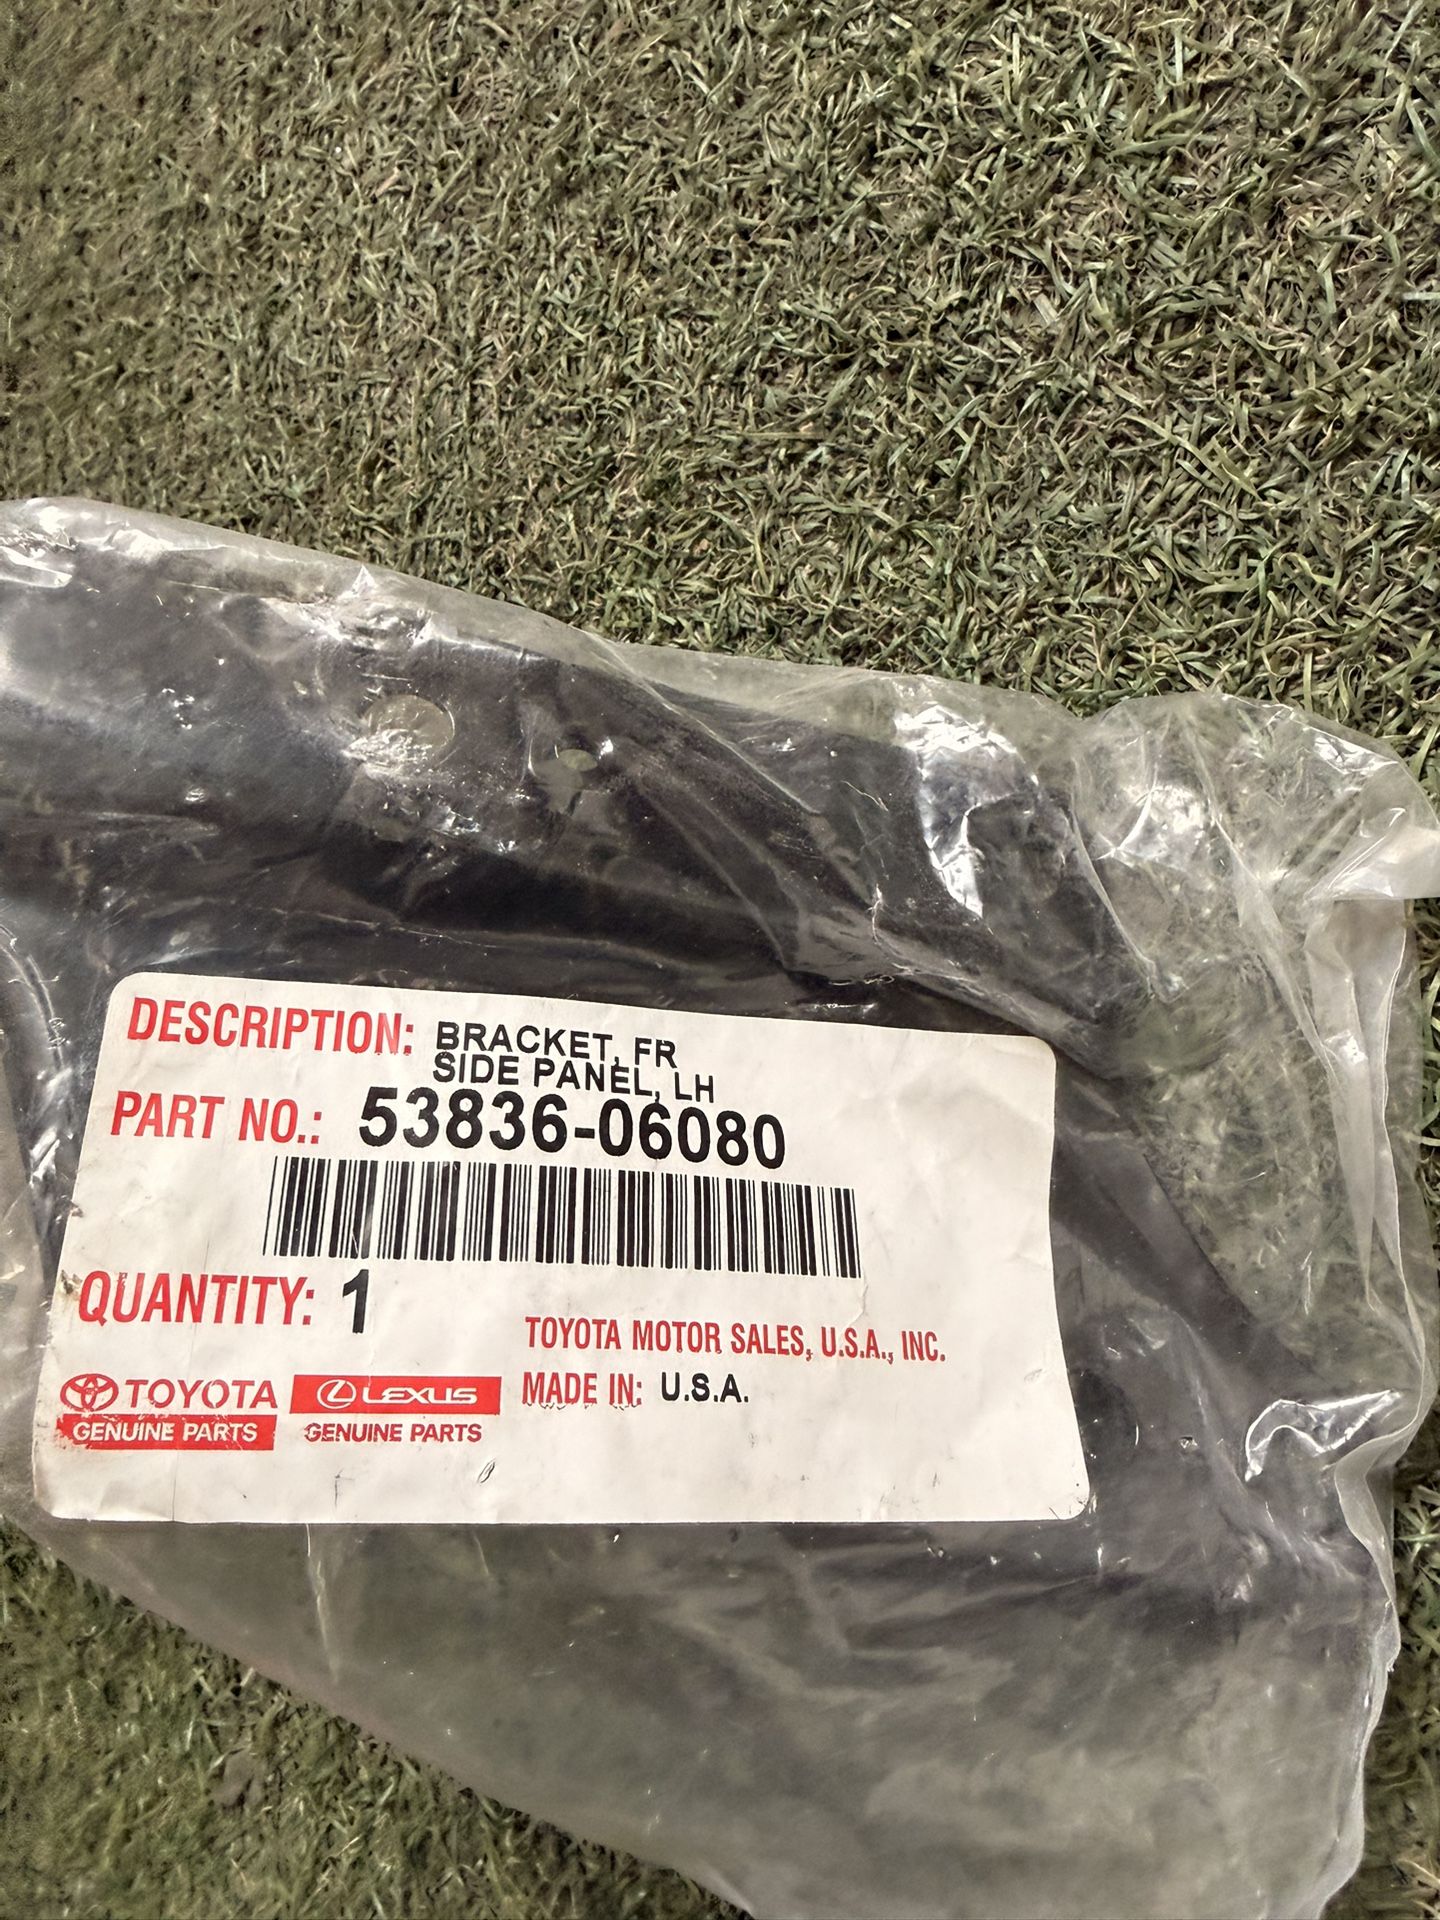 DESCRIPTION: BRACKET, FR
SIDE PANEL, LH
PART NO.: 53836-06080
QUANTITY: 1
TOYOTA MOTOR SALES, U.S.A., INC.
TOYOTA LEXUS MADE IN: U.S.A.
GENUINE PARTS GENUINE PARTS